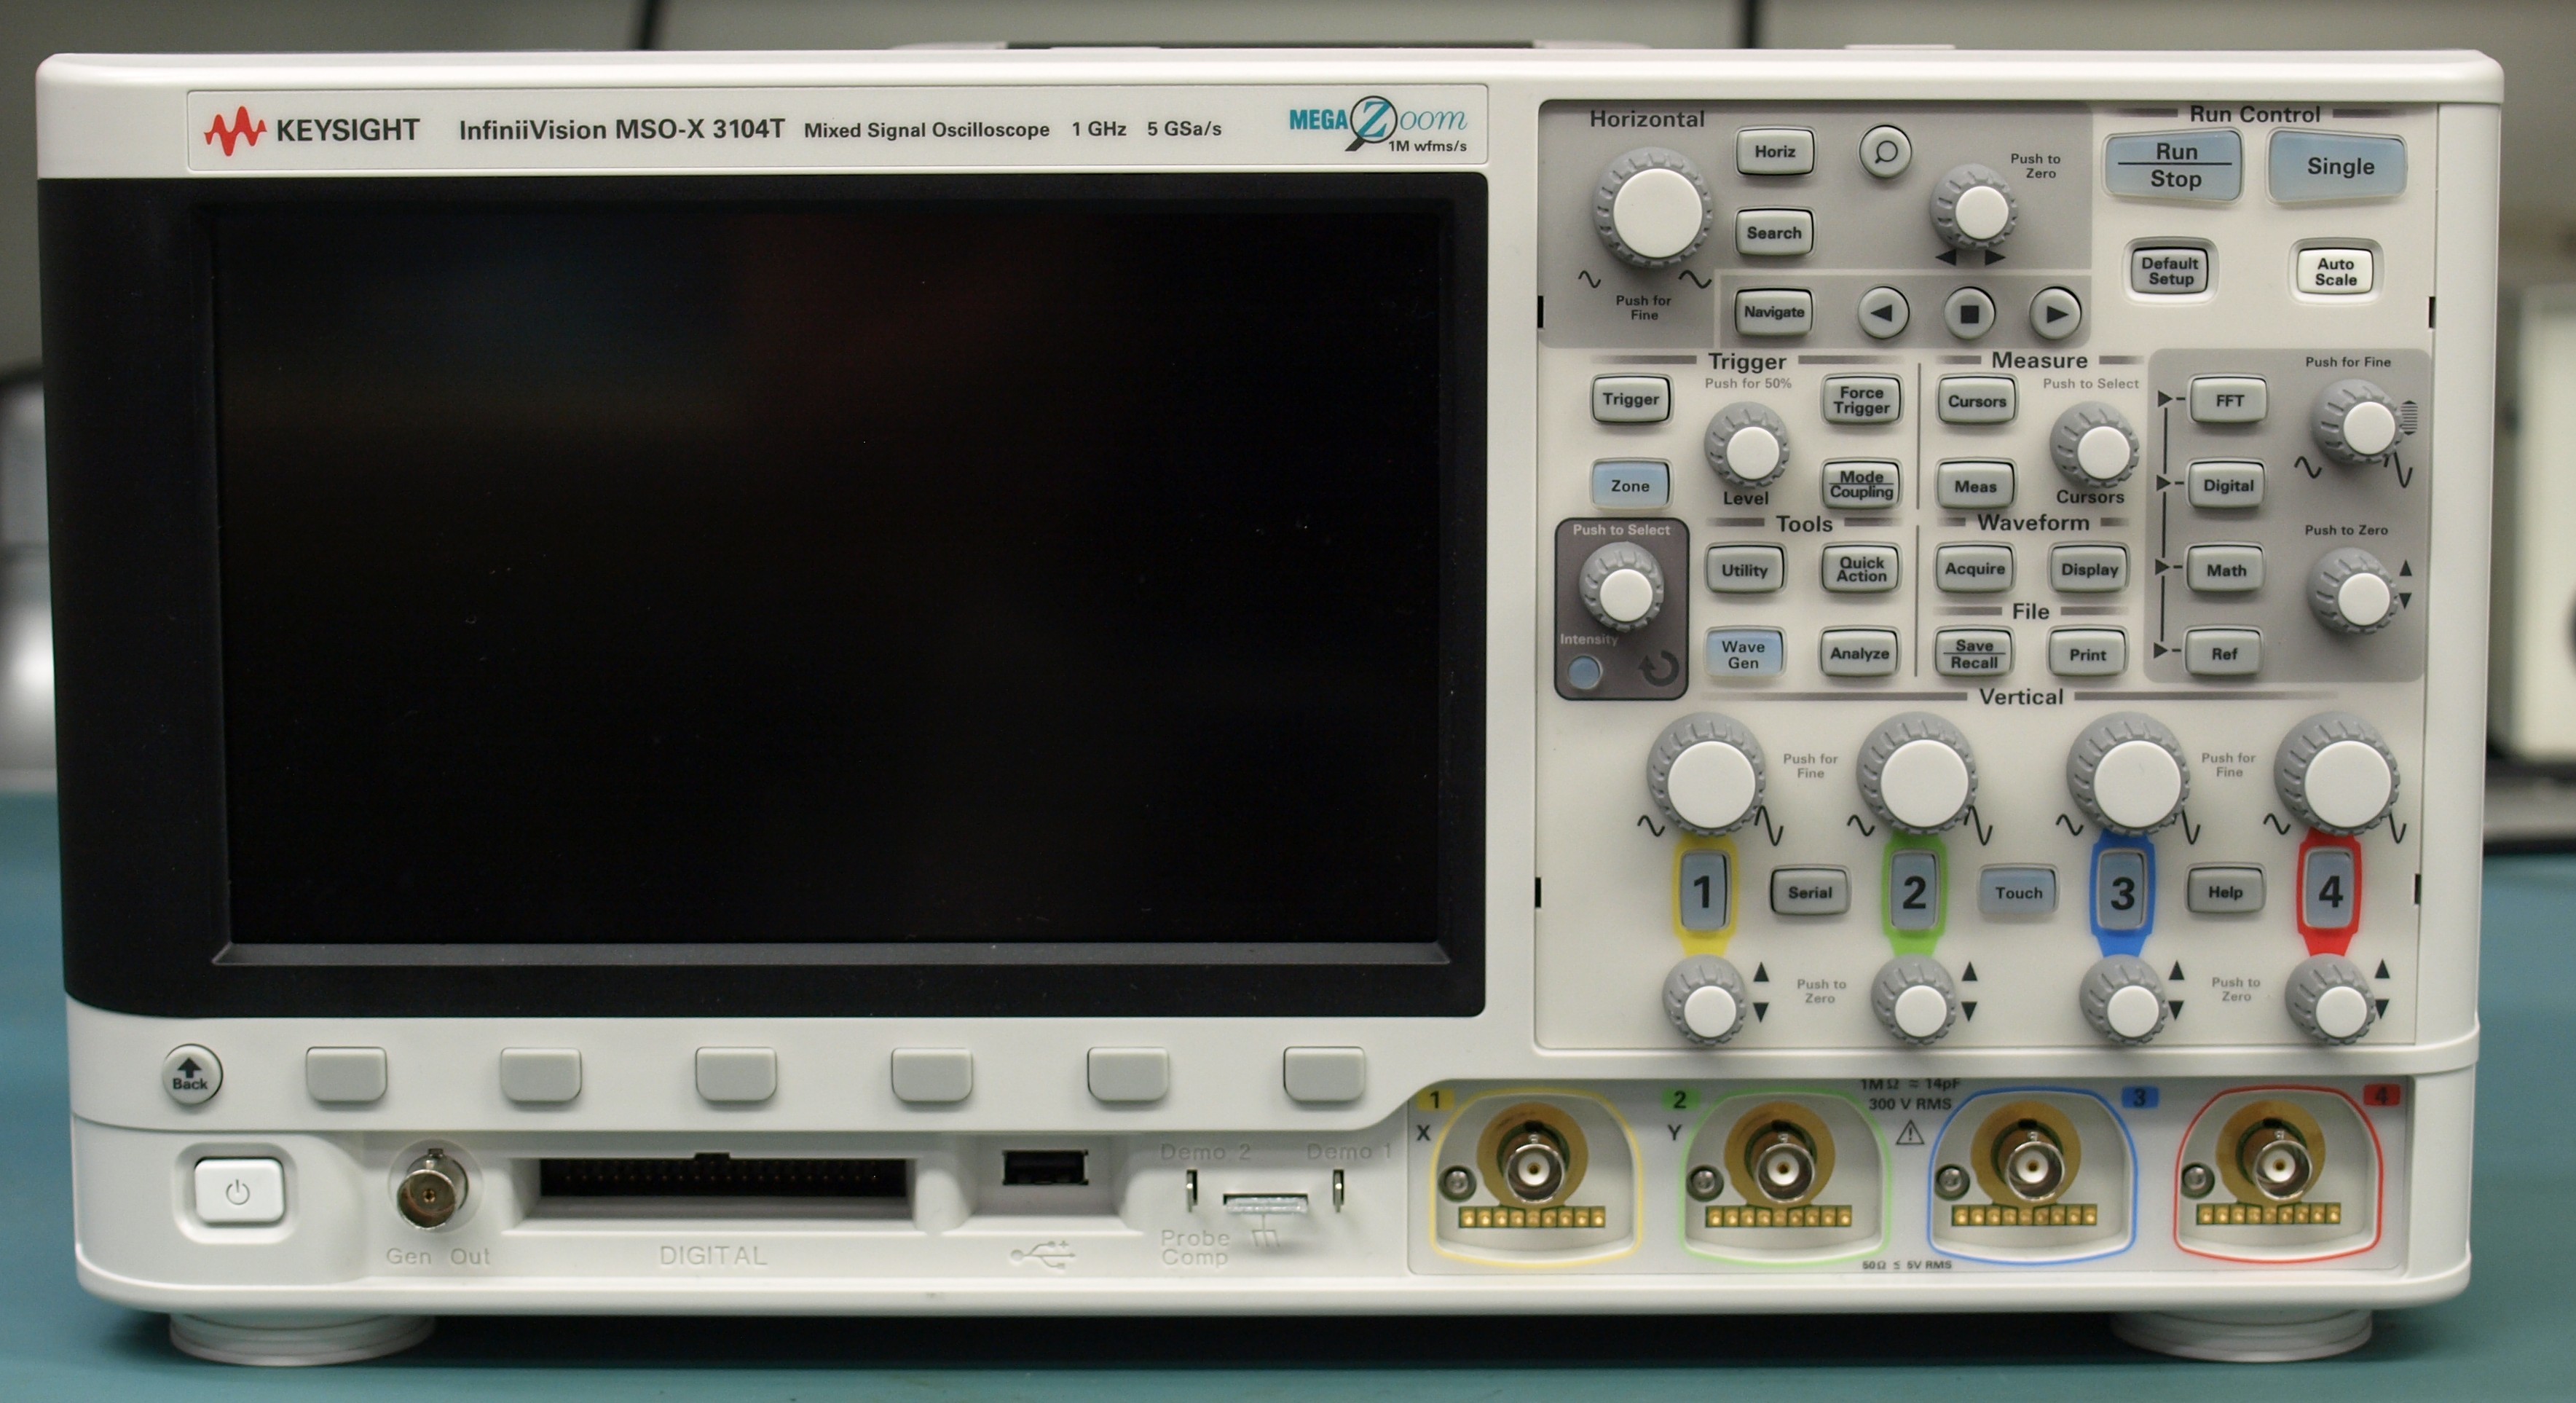 KEYSIGHT InfiniiVision MSO-X 3104T Mixed Signal Oscilloscope 1 GHz 5 GSa/s
MEGA Zoom
1M wfms/s
Horizontal
Horiz
Push to
Zero
Search
Push for
Fine
Navigate
Run Control
Run
Stop
Single
Default
Setup
Auto
Scale
Trigger
Push for 50%
Trigger
Force
Trigger
Zone
Level
Mode
Coupling
Measure
Push to Select
Cursors
Meas
Cursors
Push for Fine
FFT
Digital
Push to Zero
Math
Ref
Push to Select
Intensity
Tools
Utility
Quick
Action
Wave
Gen
Analyze
Waveform
Acquire
Display
File
Save
Recall
Print
Vertical
Push for
Fine
Push for
Fine
1
Serial
2
Touch
3
Help
4
Push to
Zero
Push to
Zero
Back
Gen Out
DIGITAL
Demo 2
Demo 1
Probe
Comp
1
X
2
Y
1MΩ ≈ 14pF
300 V RMS
3
4
50Ω ≤ 5V RMS